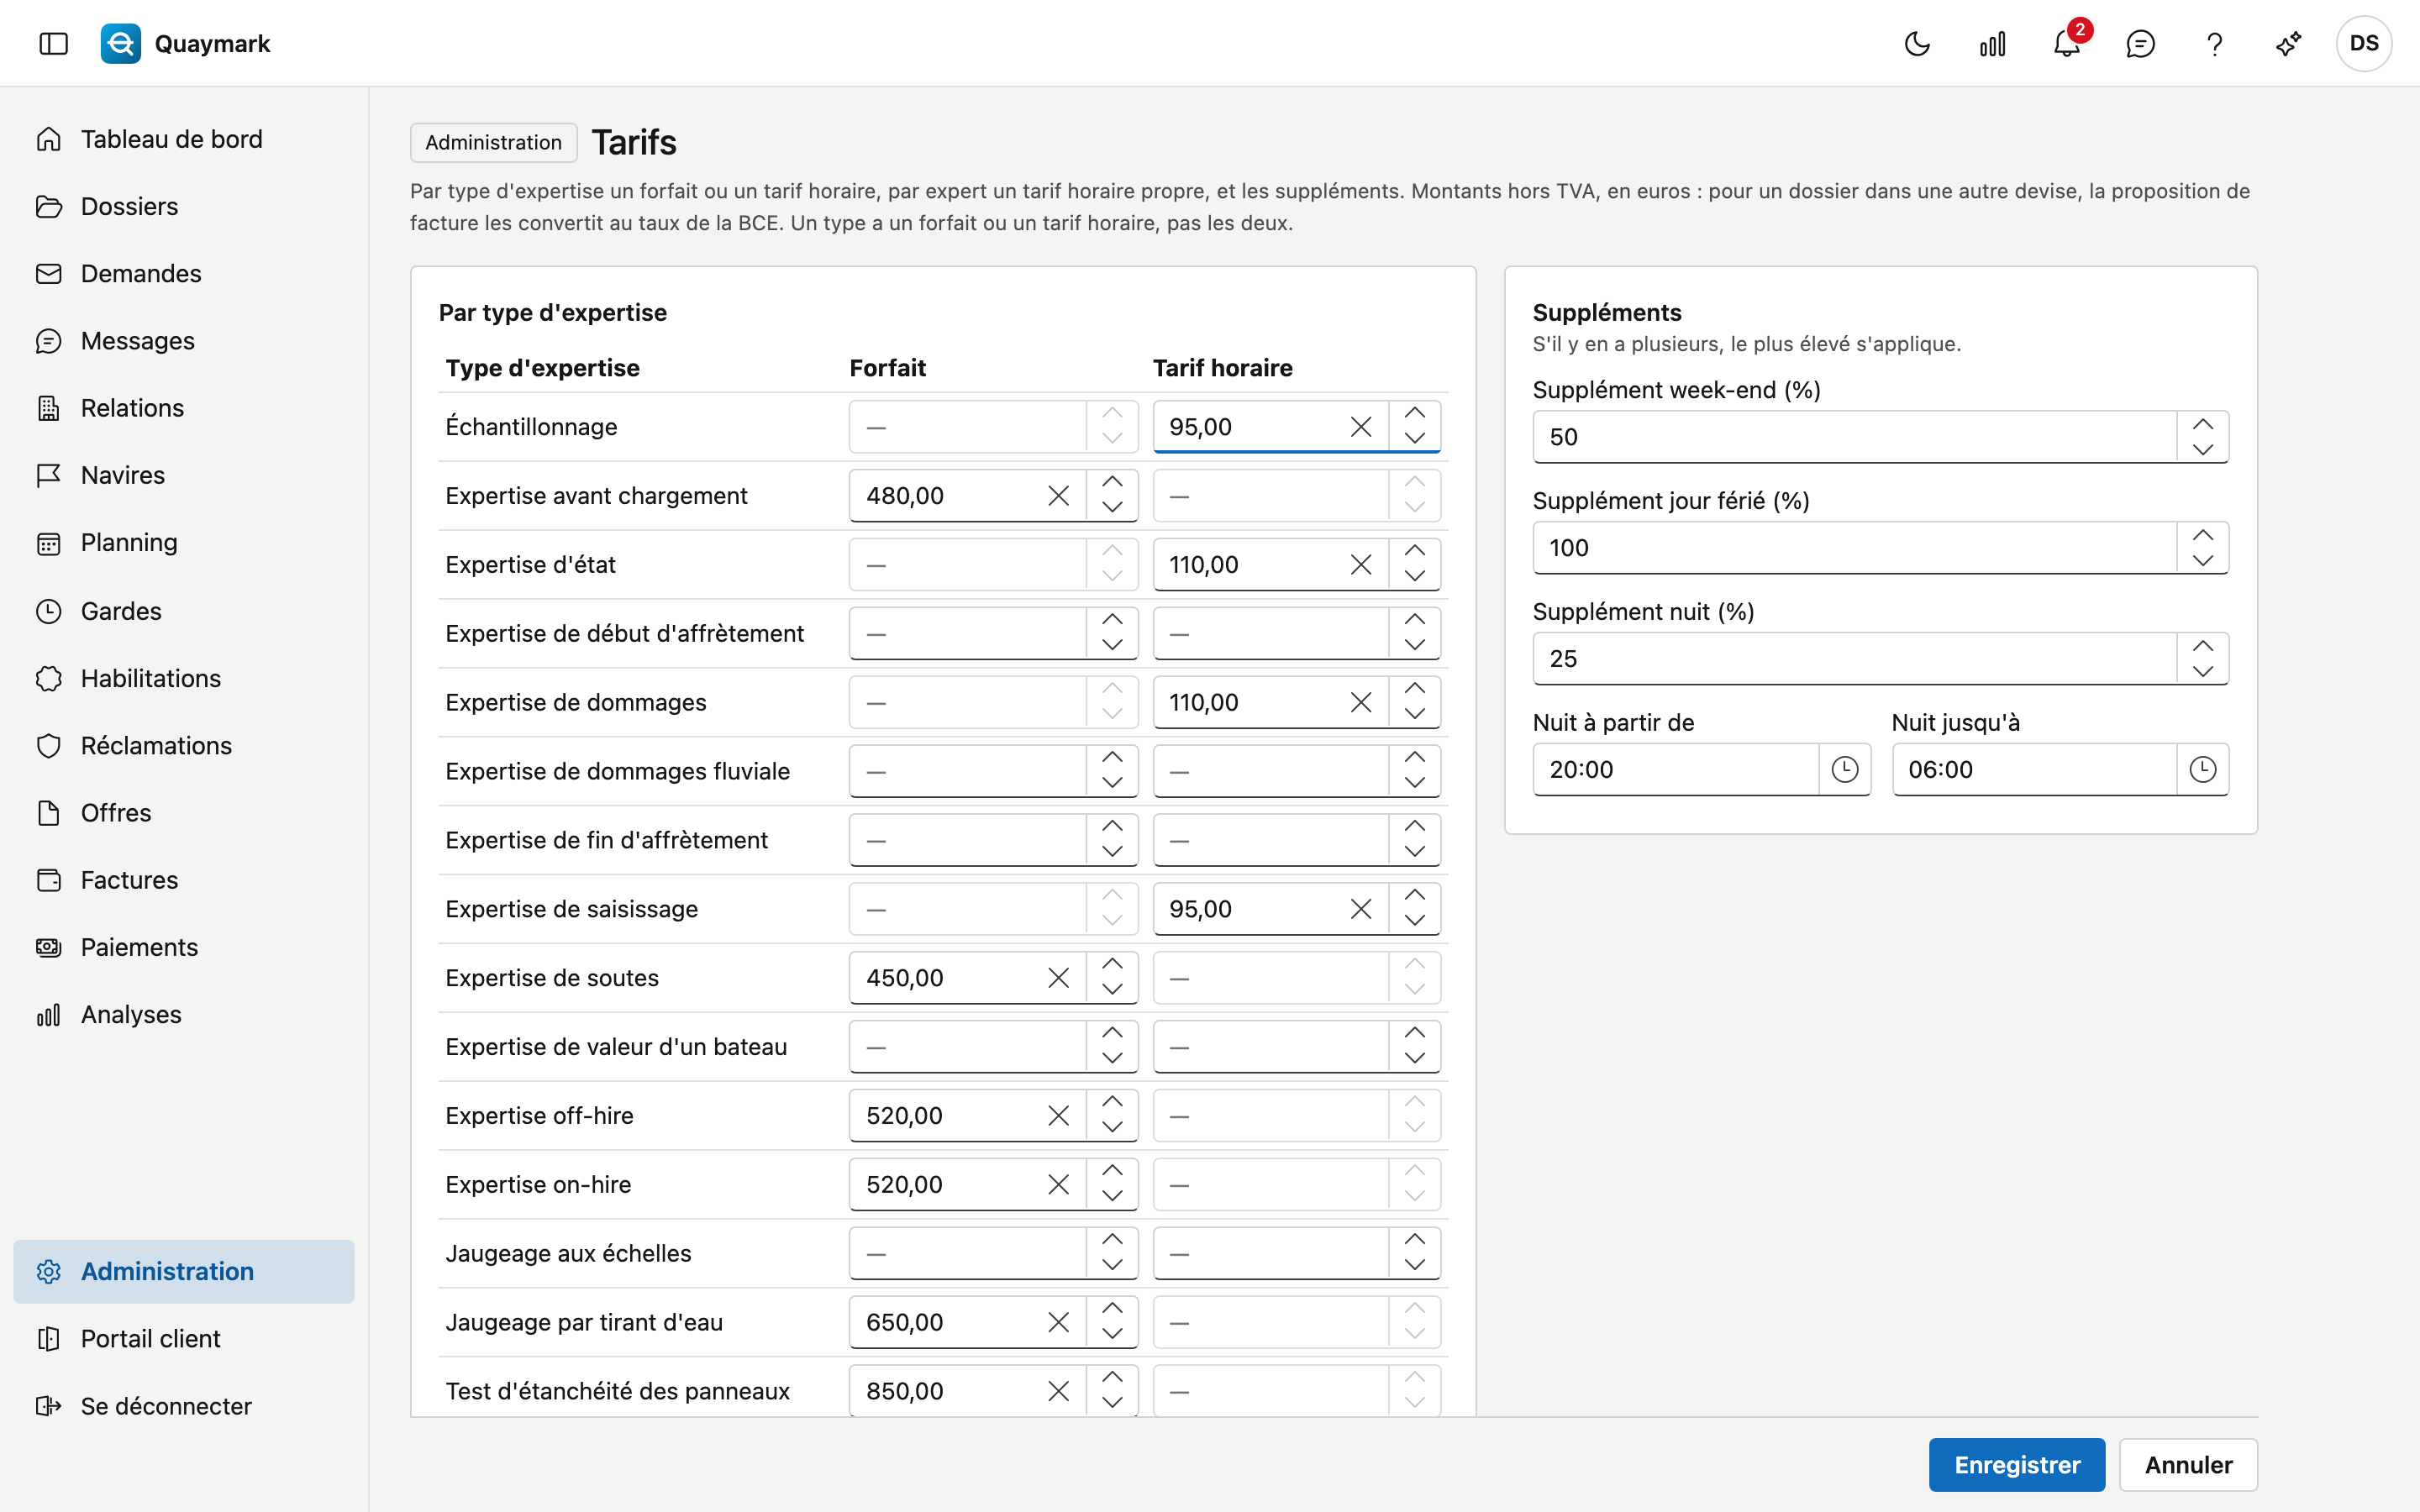 Quaymark
2
DS
Tableau de bord
Dossiers
Demandes
Messages
Relations
Navires
Planning
Gardes
Habilitations
Réclamations
Offres
Factures
Paiements
Analyses
Administration
Portail client
Se déconnecter
Administration Tarifs
Par type d'expertise un forfait ou un tarif horaire, par expert un tarif horaire propre, et les suppléments. Montants hors TVA, en euros : pour un dossier dans une autre devise, la proposition de
facture les convertit au taux de la BCE. Un type a un forfait ou un tarif horaire, pas les deux.
Par type d'expertise
Type d'expertise Forfait Tarif horaire
Échantillonnage — 95,00
Expertise avant chargement 480,00 —
Expertise d'état — 110,00
Expertise de début d'affrètement — —
Expertise de dommages — 110,00
Expertise de dommages fluviale — —
Expertise de fin d'affrètement — —
Expertise de saisissage — 95,00
Expertise de soutes 450,00 —
Expertise de valeur d'un bateau — —
Expertise off-hire 520,00 —
Expertise on-hire 520,00 —
Jaugeage aux échelles — —
Jaugeage par tirant d'eau 650,00 —
Test d'étanchéité des panneaux 850,00 —
Suppléments
S'il y en a plusieurs, le plus élevé s'applique.
Supplément week-end (%)
50
Supplément jour férié (%)
100
Supplément nuit (%)
25
Nuit à partir de Nuit jusqu'à
20:00 06:00
Enregistrer Annuler